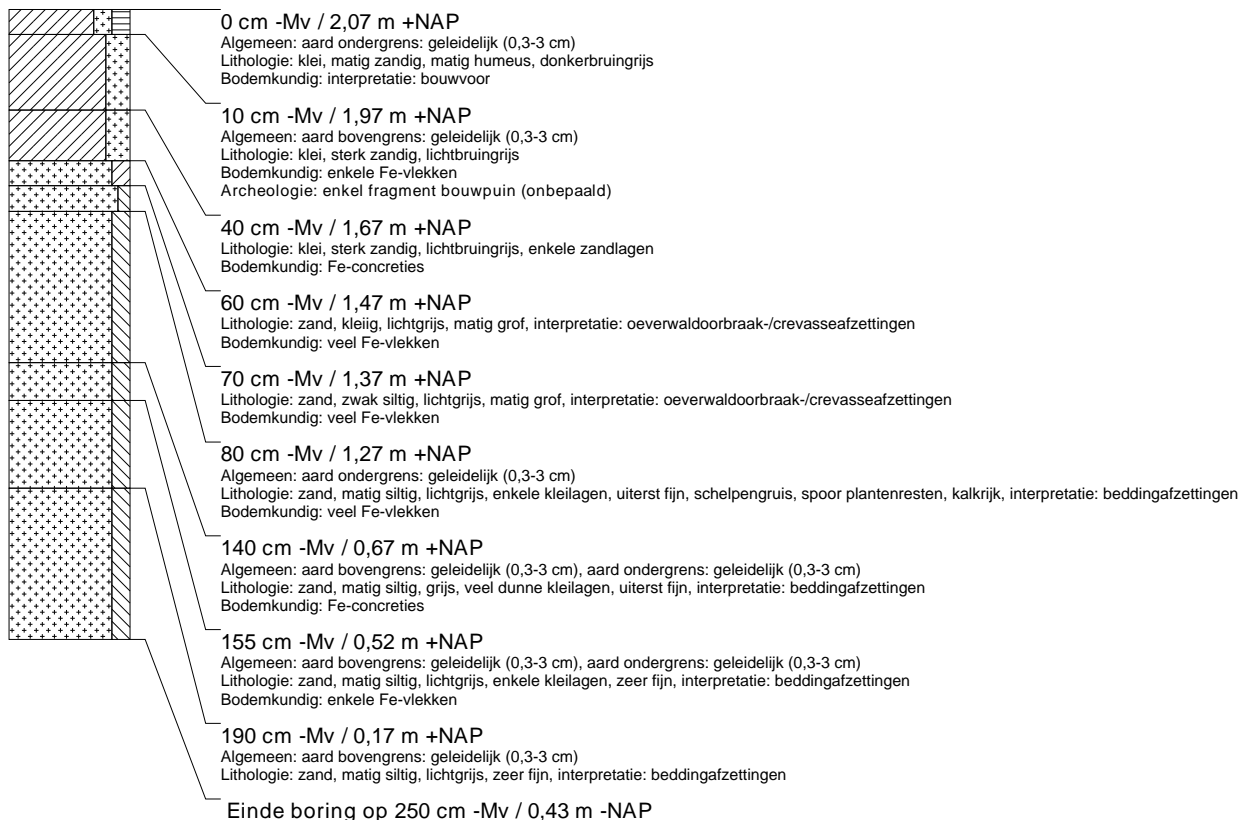 0 cm -Mv / 2,07 m +NAP
Algemeen: aard ondergrens: geleidelijk (0,3-3 cm)
Lithologie: klei, matig zandig, matig humeus, donkerbruingrijs
Bodemkundig: interpretatie: bouwvoor
10 cm -Mv / 1,97 m +NAP
Algemeen: aard bovengrens: geleidelijk (0,3-3 cm)
Lithologie: klei, sterk zandig, lichtbruingrijs
Bodemkundig: enkele Fe-vlekken
Archeologie: enkel fragment bouwpuin (onbepaald)
40 cm -Mv / 1,67 m +NAP
Lithologie: klei, sterk zandig, lichtbruingrijs, enkele zandlagen
Bodemkundig: Fe-concreties
60 cm -Mv / 1,47 m +NAP
Lithologie: zand, kleiig, lichtgrijs, matig grof, interpretatie: oeverwaldoorbraak-/crevasseafzettingen
Bodemkundig: veel Fe-vlekken
70 cm -Mv / 1,37 m +NAP
Lithologie: zand, zwak siltig, lichtgrijs, matig grof, interpretatie: oeverwaldoorbraak-/crevasseafzettingen
Bodemkundig: veel Fe-vlekken
80 cm -Mv / 1,27 m +NAP
Algemeen: aard ondergrens: geleidelijk (0,3-3 cm)
Lithologie: zand, matig siltig, lichtgrijs, enkele kleilagen, uiterst fijn, schelpengruis, spoor plantenresten, kalkrijk, interpretatie: beddingafzettingen
Bodemkundig: veel Fe-vlekken
140 cm -Mv / 0,67 m +NAP
Algemeen: aard bovengrens: geleidelijk (0,3-3 cm), aard ondergrens: geleidelijk (0,3-3 cm)
Lithologie: zand, matig siltig, grijs, veel dunne kleilagen, uiterst fijn, interpretatie: beddingafzettingen
Bodemkundig: Fe-concreties
155 cm -Mv / 0,52 m +NAP
Algemeen: aard bovengrens: geleidelijk (0,3-3 cm), aard ondergrens: geleidelijk (0,3-3 cm)
Lithologie: zand, matig siltig, lichtgrijs, enkele kleilagen, zeer fijn, interpretatie: beddingafzettingen
Bodemkundig: enkele Fe-vlekken
190 cm -Mv / 0,17 m +NAP
Algemeen: aard bovengrens: geleidelijk (0,3-3 cm)
Lithologie: zand, matig siltig, lichtgrijs, zeer fijn, interpretatie: beddingafzettingen
Einde boring op 250 cm -Mv / 0,43 m -NAP